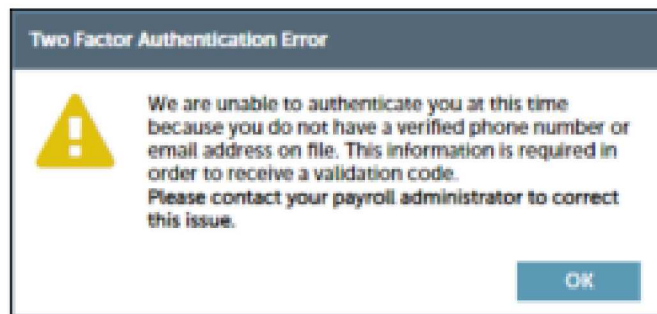 Two Factor Authentication Error
We are unable to authenticate you at this time
because you do not have a verified phone number or
email address on file. This information is required in
order to receive a validation code.
Please contact your payroll administrator to correct
this issue.
OK